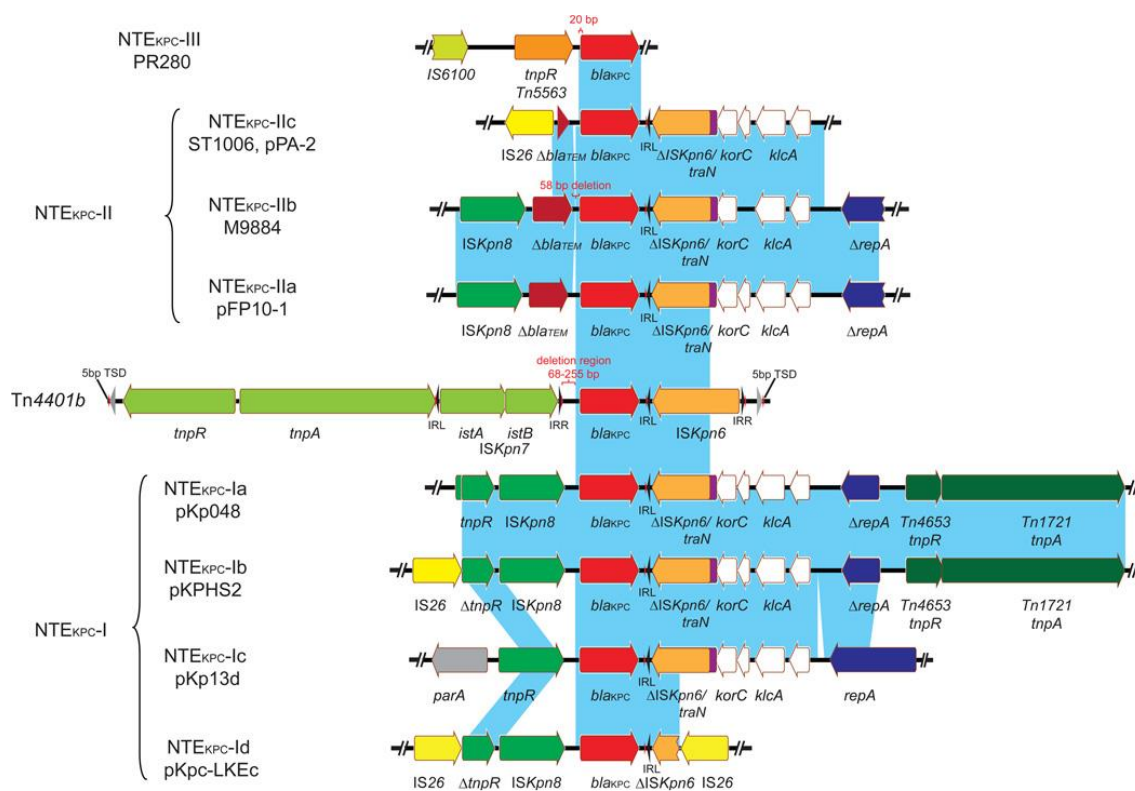 20 bp
NTEKPC-III
PR280
IS6100
tnpR
Tn5563
blaKPC
NTEKPC-II
NTEKPC-IIc
ST1006, pPA-2
IS26
ΔblaTEM
blaKPC
IRL
ΔISKpn6/
traN
korC
klcA
58 bp deletion
NTEKPC-IIb
M9884
ISKpn8
ΔblaTEM
blaKPC
IRL
ΔISKpn6/
traN
korC
klcA
ΔrepA
NTEKPC-IIa
pFP10-1
ISKpn8
ΔblaTEM
blaKPC
IRL
ΔISKpn6/
traN
korC
klcA
ΔrepA
deletion region
68-255 bp
5bp TSD
5bp TSD
Tn4401b
tnpR
tnpA
IRL
istA
istB
ISKpn7
IRR
blaKPC
IRL
ISKpn6
IRR
NTEKPC-I
NTEKPC-Ia
pKp048
tnpR
ISKpn8
blaKPC
IRL
ΔISKpn6/
traN
korC
klcA
ΔrepA
Tn4653
tnpR
Tn1721
tnpA
NTEKPC-Ib
pKPHS2
IS26
ΔtnpR
ISKpn8
blaKPC
IRL
ΔISKpn6/
traN
korC
klcA
ΔrepA
Tn4653
tnpR
Tn1721
tnpA
NTEKPC-Ic
pKp13d
parA
tnpR
blaKPC
IRL
ΔISKpn6/
traN
korC
klcA
repA
NTEKPC-Id
pKpc-LKEc
IS26
ΔtnpR
ISKpn8
blaKPC
IRL
ΔISKpn6
IS26